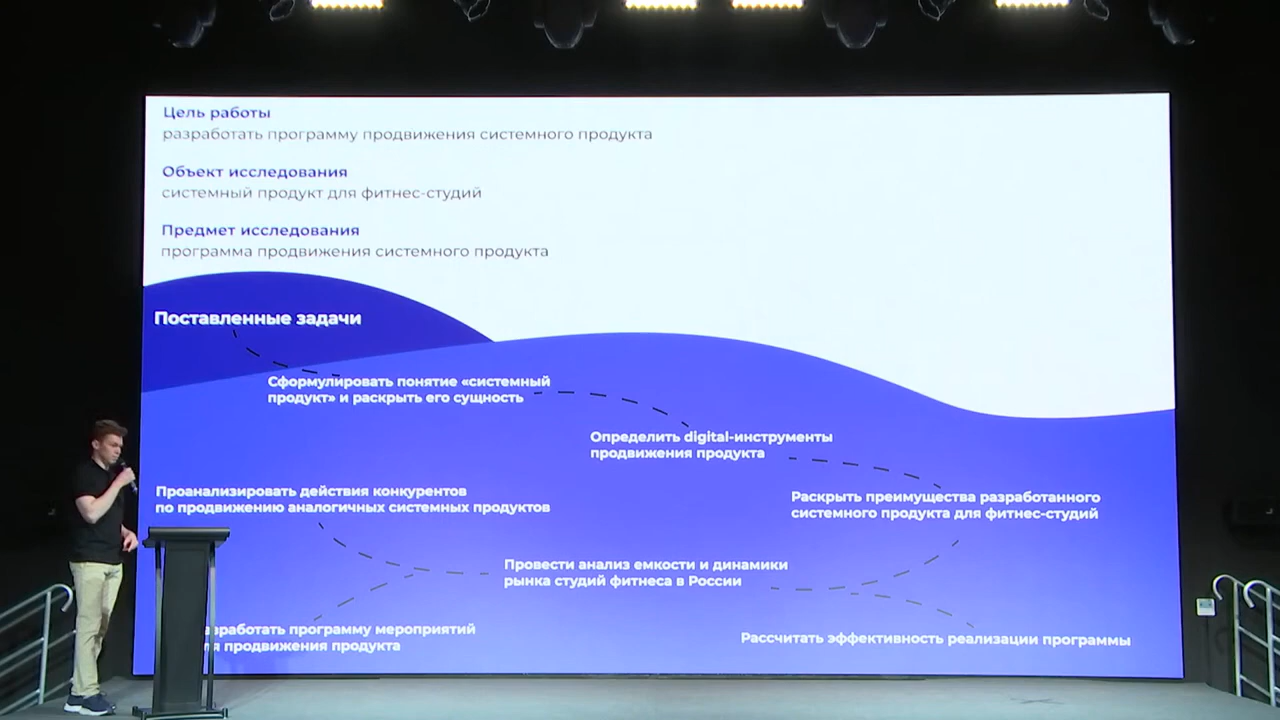 Цель работы
разработать программу продвижения системного продукта
Объект исследования
системный продукт для фитнес-студий
Предмет исследования
программа продвижения системного продукта
Поставленные задачи
Сформулировать понятие «системный
продукт» и раскрыть его сущность
Определить digital-инструменты
продвижения продукта
Проанализировать действия конкурентов
по продвижению аналогичных системных продуктов
Раскрыть преимущества разработанного
системного продукта для фитнес-студий
Провести анализ емкости и динамики
рынка студий фитнеса в России
программу мероприятий
продвижения продукта
Рассчитать эффективность реализации программы